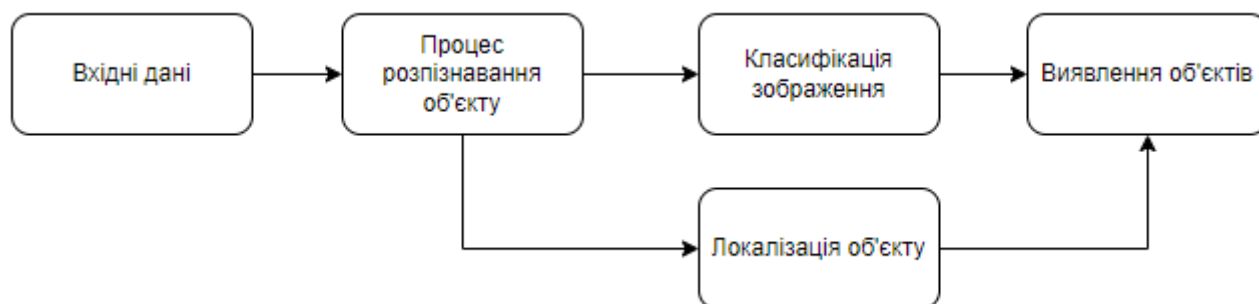 Вхідні дані
Процес
розпізнавання
об'єкту
Класифікація
зображення
Виявлення об'єктів
Локалізація об'єкту